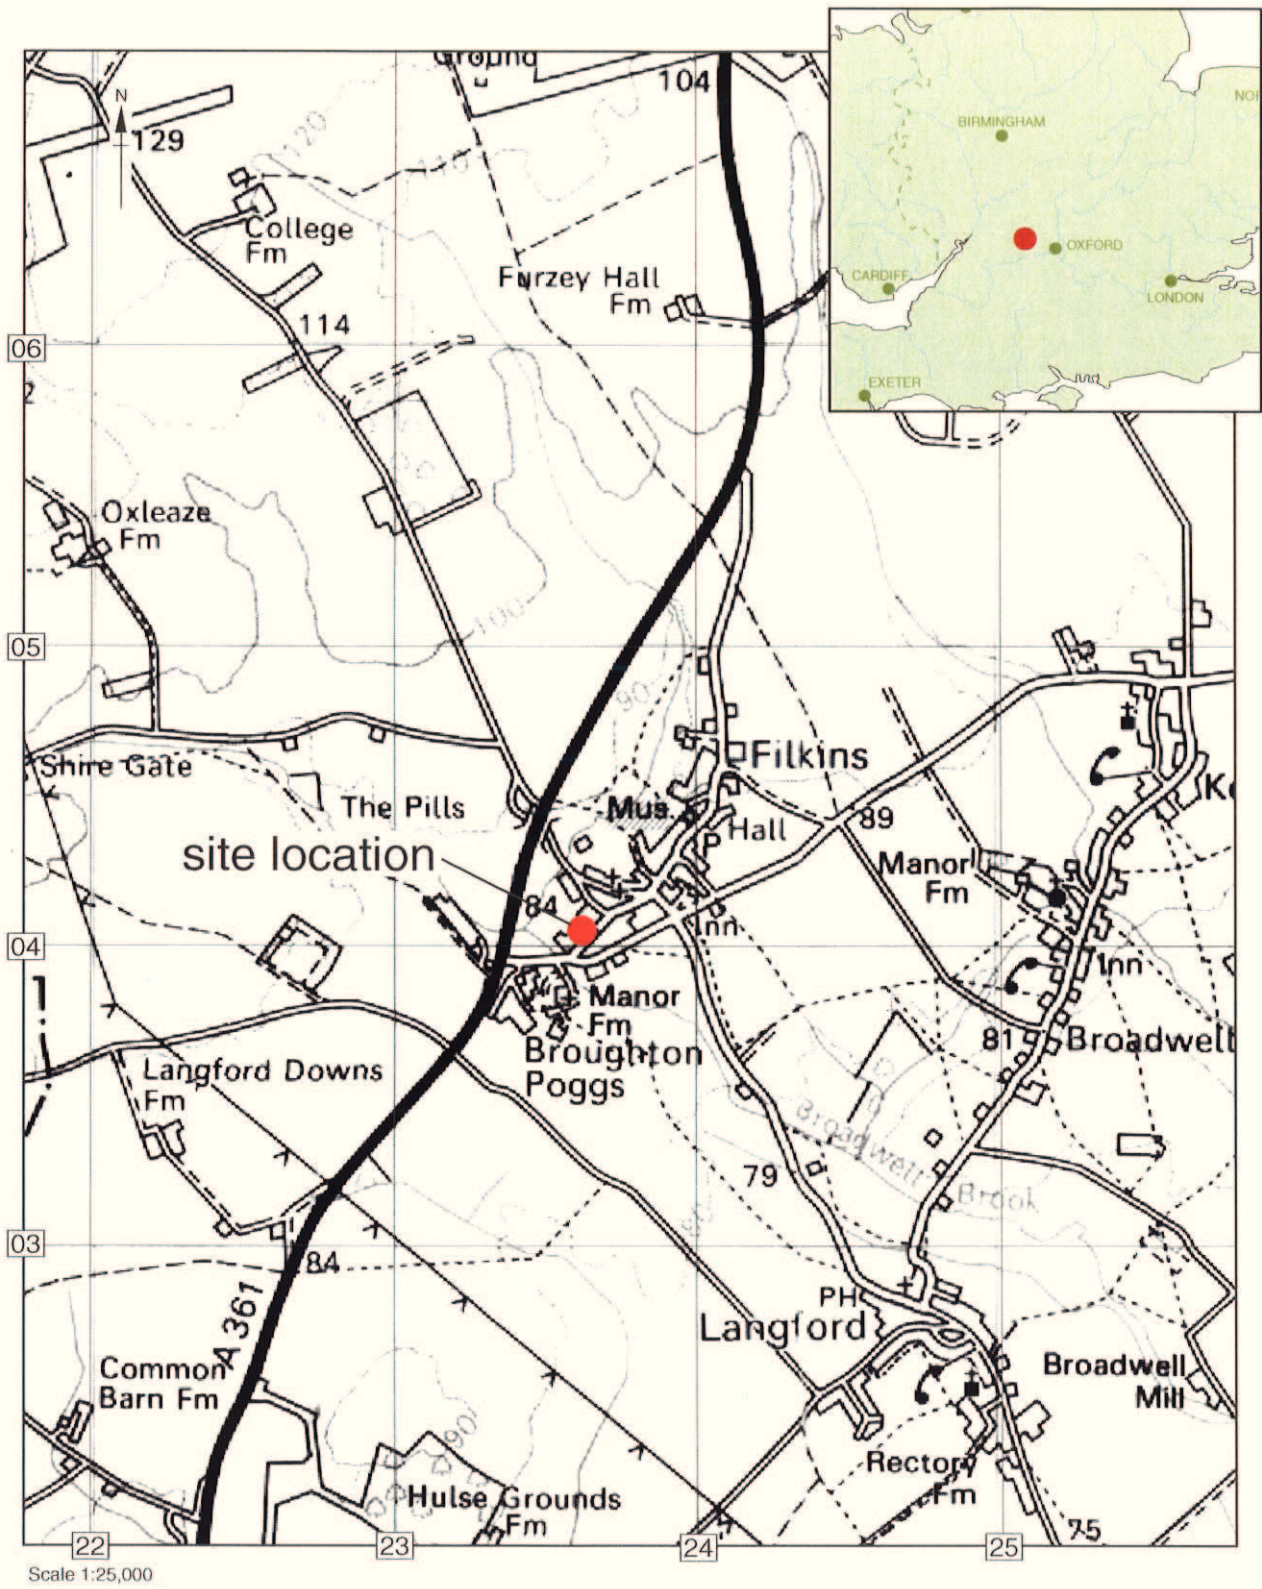 Ground
104
N
129
120
110
College
Fm
Furzey Hall
Fm
114
06
BIRMINGHAM
OXFORD
CARDIFF
LONDON
EXETER
Oxleaze
Fm
100
05
90
Shire Gate
Filkins
The Pills
Mus
Hall
89
site location
Manor
Fm
84
Inn
04
Inn
Manor
Fm
81
Broadwell
Broughton
Poggs
Langford Downs
Fm
Broadwell
Brook
79
80
03
84
A 361
PH
Langford
Common
Barn Fm
Broadwell
Mill
90
Rectory
Fm
Hulse Grounds
Fm
75
22
23
24
25
Scale 1:25,000